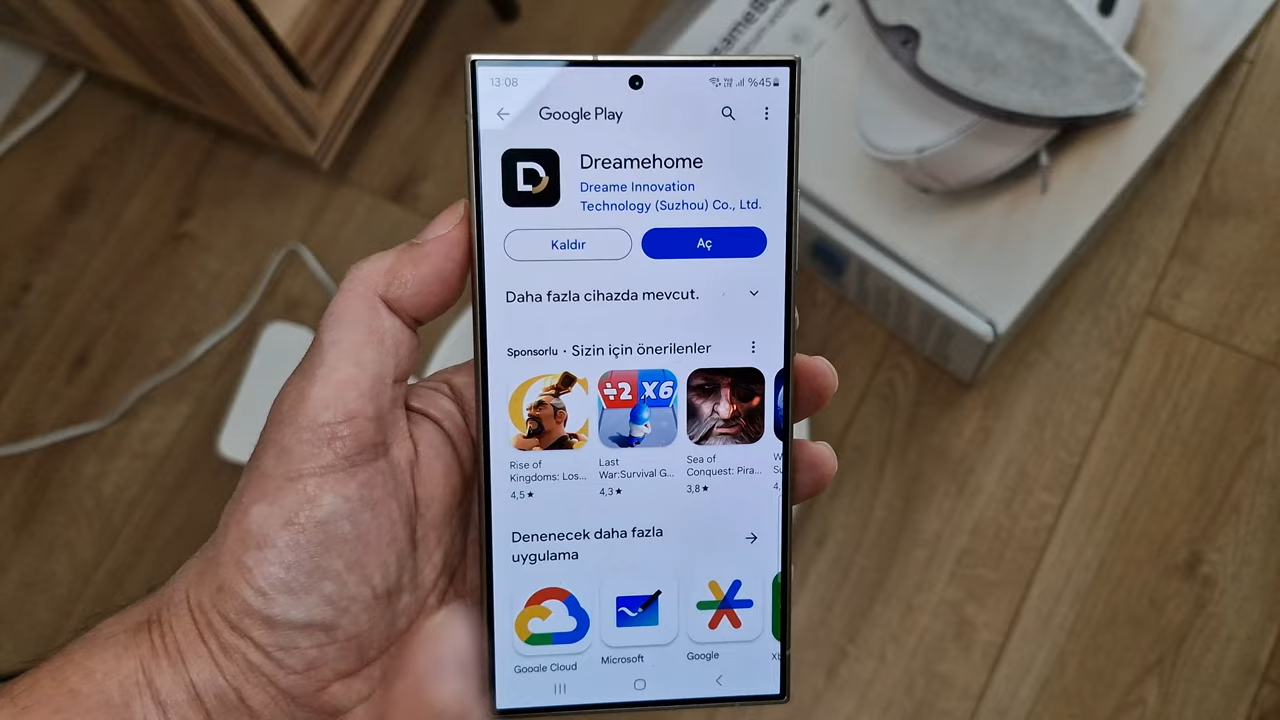 13:08
%45
Google Play
Dreamehome
Dreame Innovation
Technology (Suzhou) Co., Ltd.
Kaldır
Aç
Daha fazla cihazda mevcut.
Sponsorlu · Sizin için önerilenler
÷2 X6
Rise of
Kingdoms: Los...
4,5★
Last
War:Survival G...
4,3★
Sea of
Conquest: Pira...
3,8★
Denenecek daha fazla
uygulama
Google Cloud
Microsoft
Google